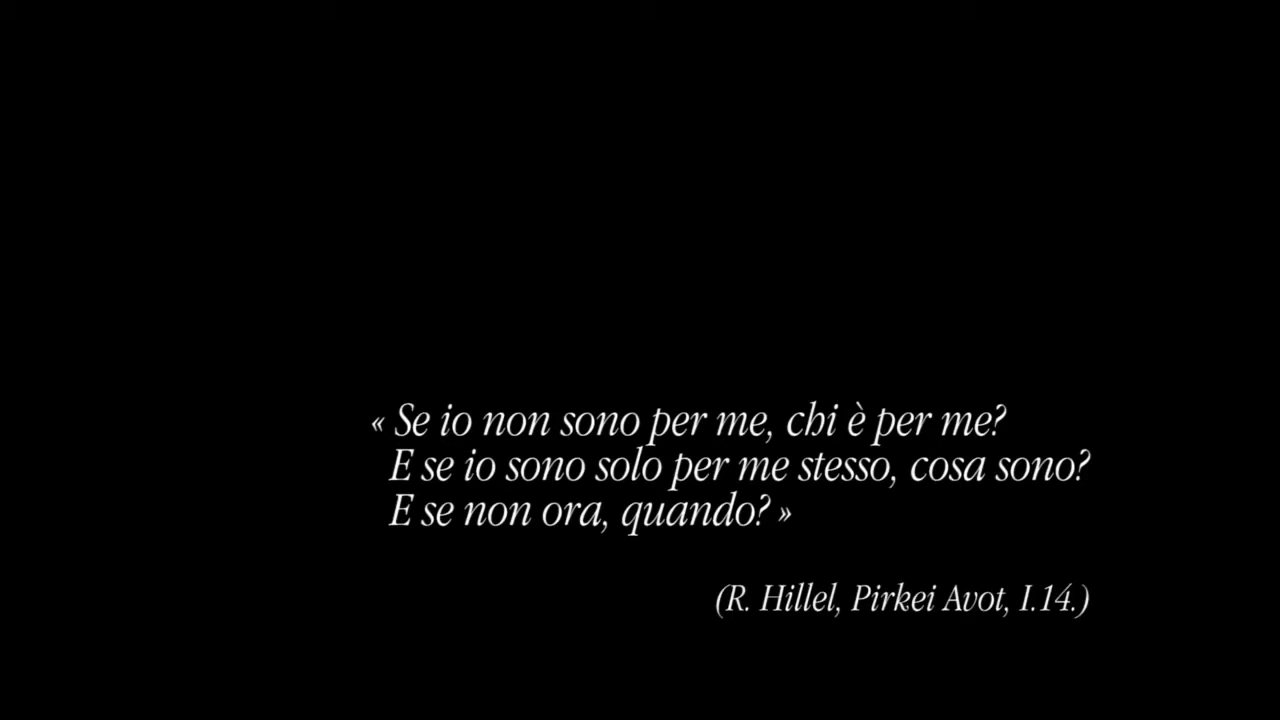 « Se io non sono per me, chi è per me?
E se io sono solo per me stesso, cosa sono?
E se non ora, quando? »
(R. Hillel, Pirkei Avot, I.14.)